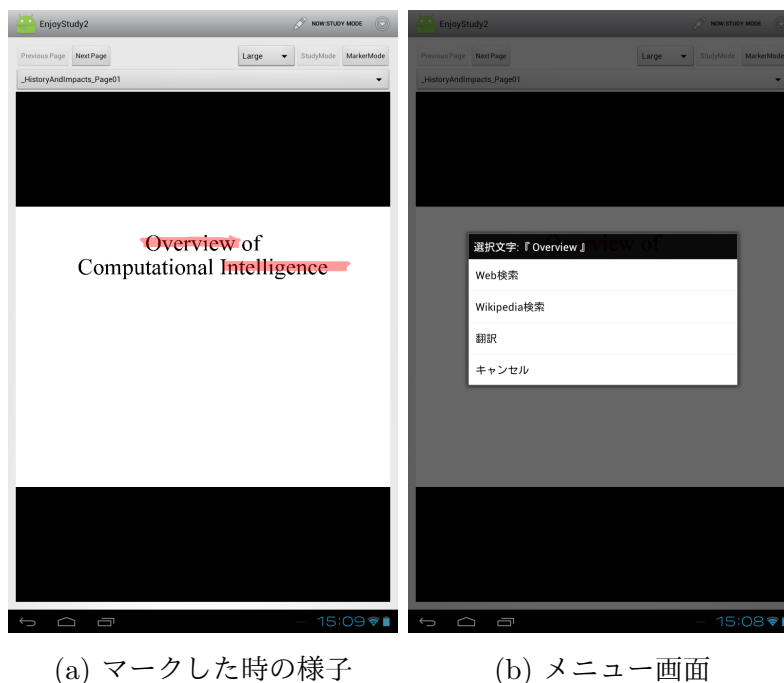 EnjoyStudy2
NOW:STUDY MODE
Previous Page
Next Page
Large
StudyMode
MarkerMode
_HistoryAndImpacts_Page01
Overview of
Computational Intelligence
15:09
(a) マークした時の様子
EnjoyStudy2
NOW:STUDY MODE
Previous Page
Next Page
Large
StudyMode
MarkerMode
_HistoryAndImpacts_Page01
view of
選択文字:『 Overview 』
Web検索
Wikipedia検索
翻訳
キャンセル
15:08
(b) メニュー画面